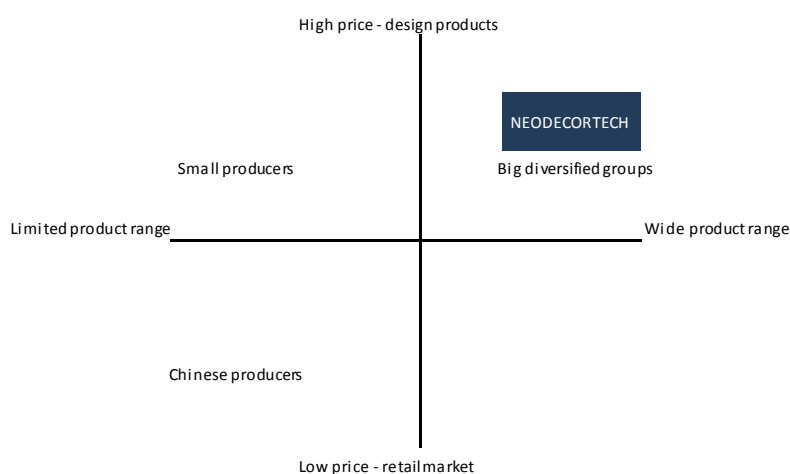 High price - design products
NEODECORTECH
Small producers
Big diversified groups
Limited product range
Wide product range
Chinese producers
Low price - retail market